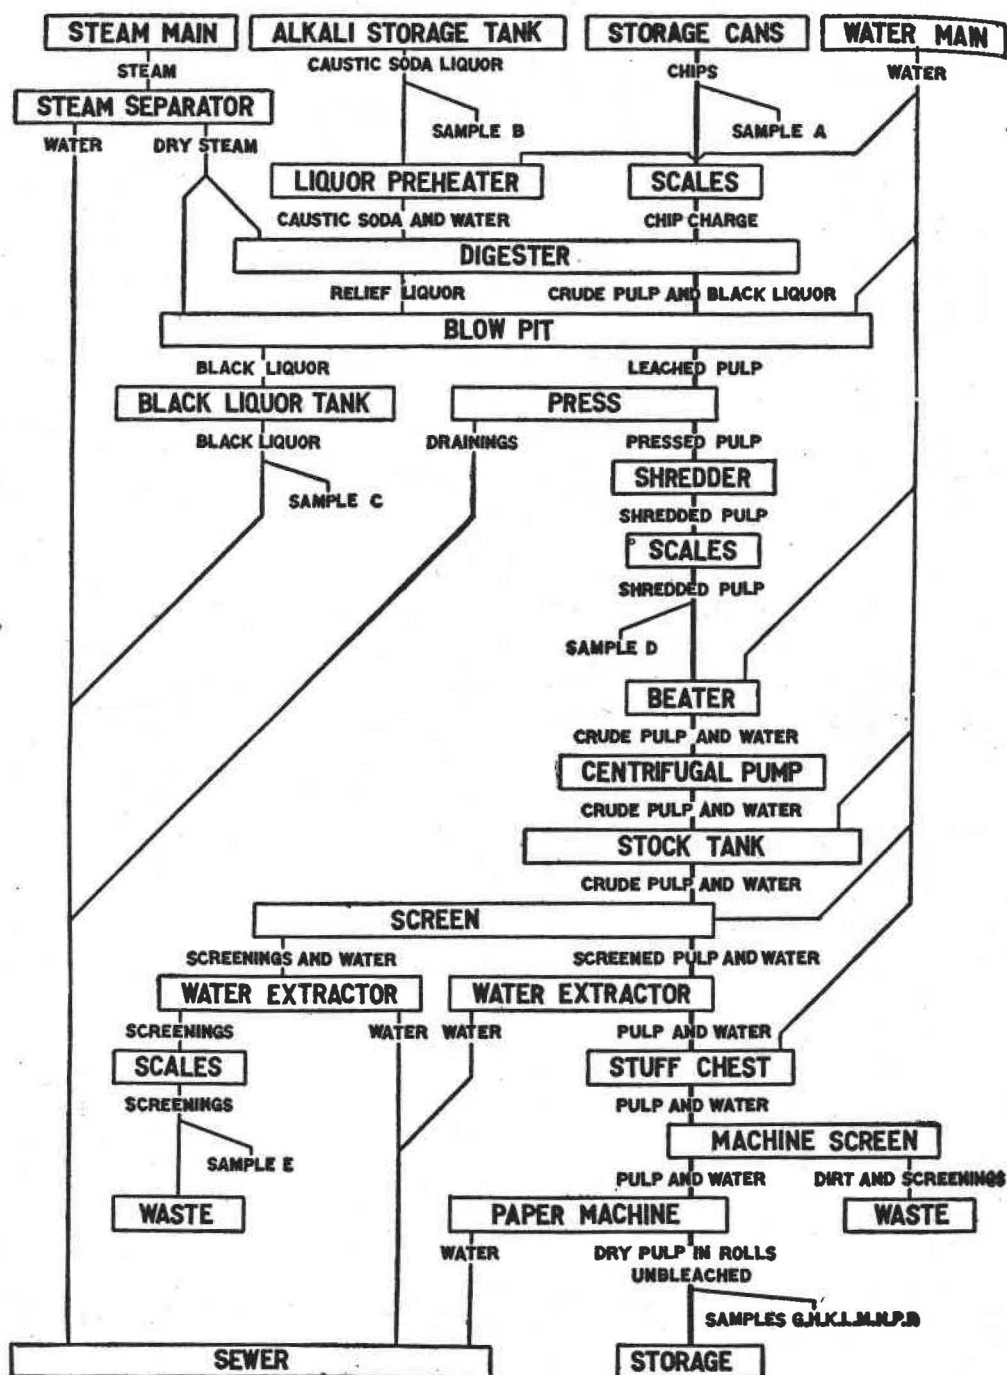 STEAM MAIN ALKALI STORAGE TANK STORAGE CANS WATER MAIN
STEAM CAUSTIC SODA LIQUOR CHIPS WATER
STEAM SEPARATOR
SAMPLE B SAMPLE A
WATER DRY STEAM
LIQUOR PREHEATER SCALES
CAUSTIC SODA AND WATER CHIP CHARGE
DIGESTER
RELIEF LIQUOR CRUDE PULP AND BLACK LIQUOR
BLOW PIT
BLACK LIQUOR LEACHED PULP
BLACK LIQUOR TANK PRESS
BLACK LIQUOR DRAININGS PRESSED PULP
SHREDDER
SAMPLE C
SHREDDED PULP
SCALES
SHREDDED PULP
SAMPLE D
BEATER
CRUDE PULP AND WATER
CENTRIFUGAL PUMP
CRUDE PULP AND WATER
STOCK TANK
CRUDE PULP AND WATER
SCREEN
SCREENINGS AND WATER SCREENED PULP AND WATER
WATER EXTRACTOR WATER EXTRACTOR
SCREENINGS WATER WATER PULP AND WATER
SCALES STUFF CHEST
SCREENINGS PULP AND WATER
MACHINE SCREEN
SAMPLE E
PULP AND WATER DIRT AND SCREENINGS
WASTE PAPER MACHINE WASTE
WATER DRY PULP IN ROLLS
UNBLEACHED
SAMPLES G.H.K.L.M.N.P.R
SEWER STORAGE